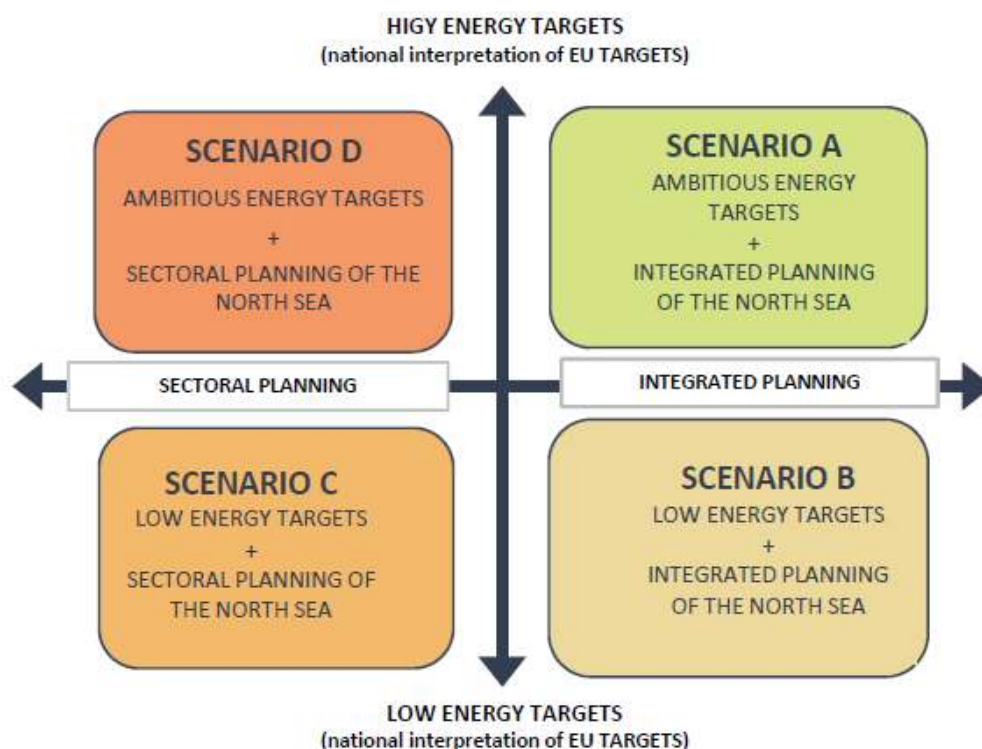 HIGY ENERGY TARGETS
(national interpretation of EU TARGETS)
SCENARIO D
AMBITIOUS ENERGY TARGETS
+
SECTORAL PLANNING OF THE
NORTH SEA
SCENARIO A
AMBITIOUS ENERGY
TARGETS
+
INTEGRATED PLANNING
OF THE NORTH SEA
SECTORAL PLANNING
INTEGRATED PLANNING
SCENARIO C
LOW ENERGY TARGETS
+
SECTORAL PLANNING OF
THE NORTH SEA
SCENARIO B
LOW ENERGY TARGETS
+
INTEGRATED PLANNING
OF THE NORTH SEA
LOW ENERGY TARGETS
(national interpretation of EU TARGETS)